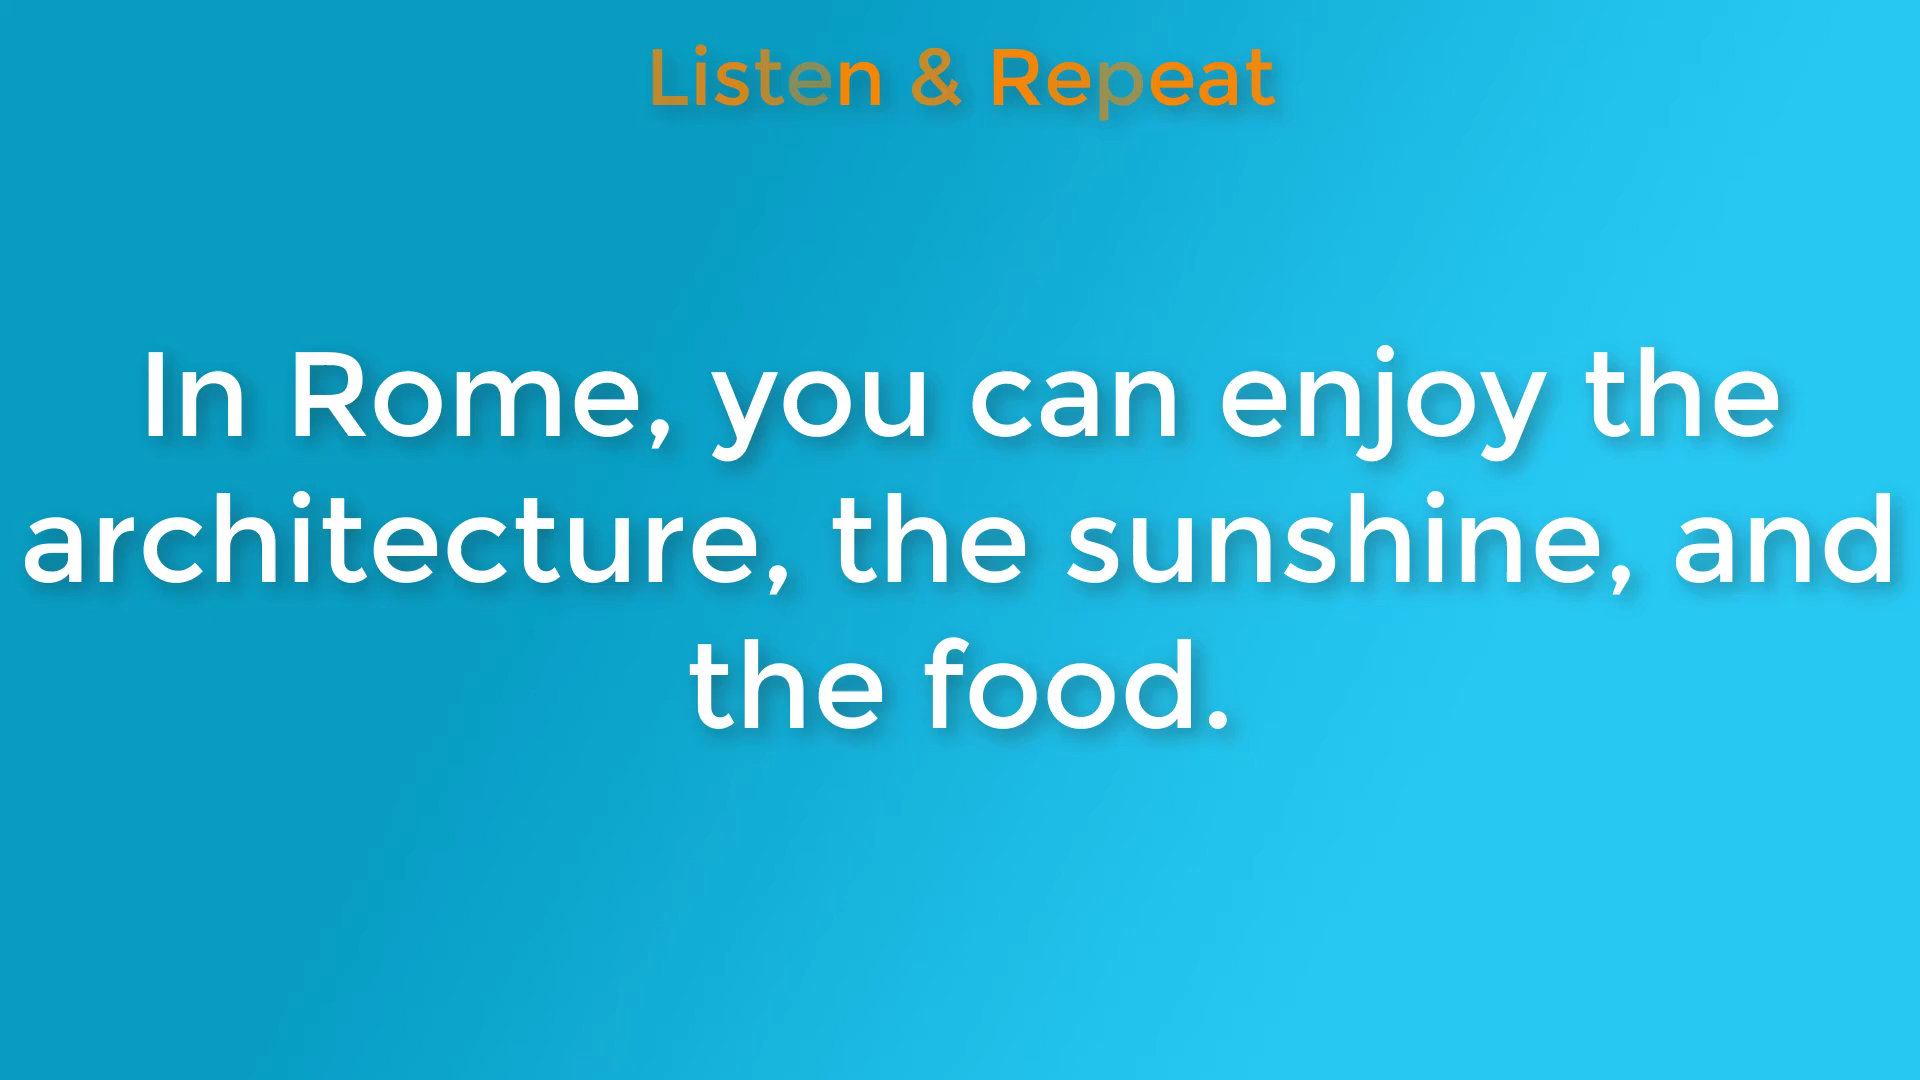 Listen & Repeat
In Rome, you can enjoy the
architecture, the sunshine, and
the food.